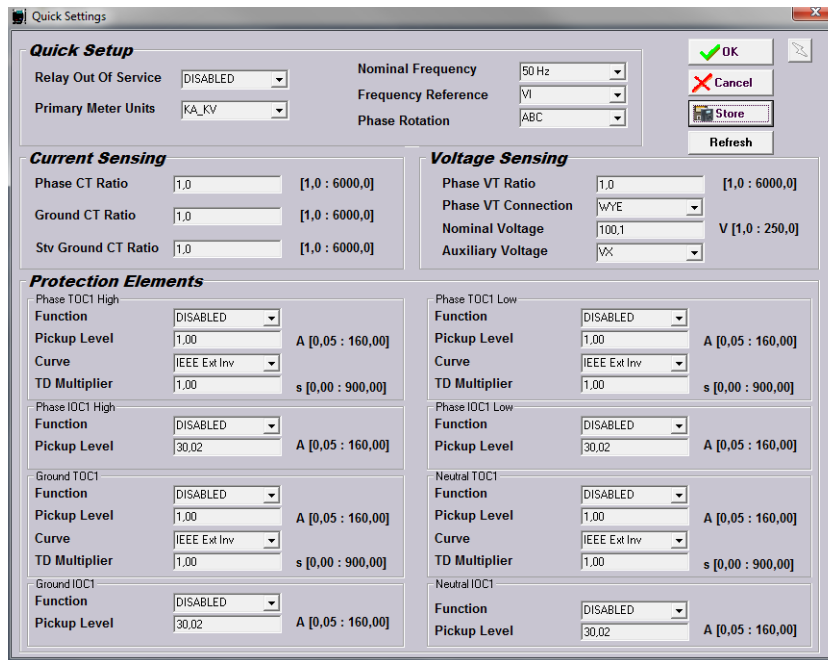 Quick Settings
Quick Setup
Relay Out Of Service DISABLED
Primary Meter Units KA_KV
Nominal Frequency 50 Hz
Frequency Reference VI
Phase Rotation ABC
OK
Cancel
Store
Refresh
Current Sensing
Phase CT Ratio 1,0 [1,0 : 6000,0]
Ground CT Ratio 1,0 [1,0 : 6000,0]
Stv Ground CT Ratio 1,0 [1,0 : 6000,0]
Voltage Sensing
Phase VT Ratio 1,0 [1,0 : 6000,0]
Phase VT Connection WYE
Nominal Voltage 100,1 V [1,0 : 250,0]
Auxiliary Voltage VX
Protection Elements
Phase TOC1 High
Function DISABLED
Pickup Level 1,00 A [0,05 : 160,00]
Curve IEEE Ext Inv
TD Multiplier 1,00 s [0,00 : 900,00]
Phase IOC1 High
Function DISABLED
Pickup Level 30,02 A [0,05 : 160,00]
Ground TOC1
Function DISABLED
Pickup Level 1,00 A [0,05 : 160,00]
Curve IEEE Ext Inv
TD Multiplier 1,00 s [0,00 : 900,00]
Ground IOC1
Function DISABLED
Pickup Level 30,02 A [0,05 : 160,00]
Phase TOC1 Low
Function DISABLED
Pickup Level 1,00 A [0,05 : 160,00]
Curve IEEE Ext Inv
TD Multiplier 1,00 s [0,00 : 900,00]
Phase IOC1 Low
Function DISABLED
Pickup Level 30,02 A [0,05 : 160,00]
Neutral TOC1
Function DISABLED
Pickup Level 1,00 A [0,05 : 160,00]
Curve IEEE Ext Inv
TD Multiplier 1,00 s [0,00 : 900,00]
Neutral IOC1
Function DISABLED
Pickup Level 30,02 A [0,05 : 160,00]